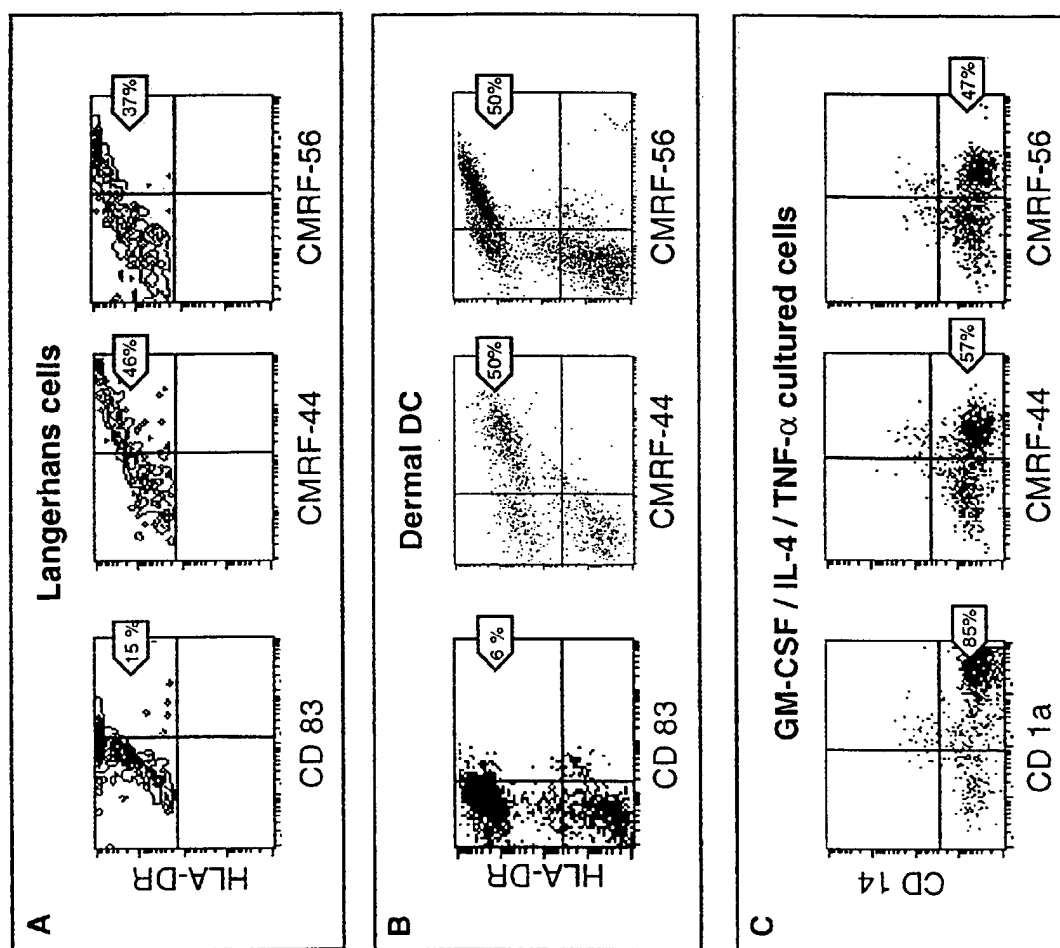 A
Langerhans cells
HLA-DR
15 %
46%
37%
CD 83
CMRF-44
CMRF-56
B
Dermal DC
HLA-DR
6 %
50%
50%
CD 83
CMRF-44
CMRF-56
C
GM-CSF / IL-4 / TNF-α cultured cells
CD 14
85%
57%
47%
CD 1a
CMRF-44
CMRF-56